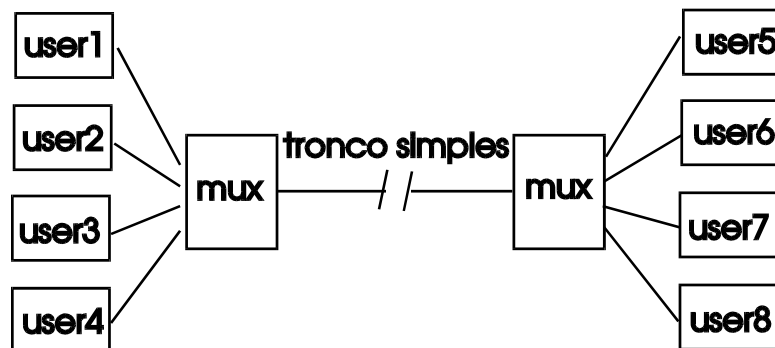 user1
user2
user3
user4
mux
tronco simples
mux
user5
user6
user7
user8